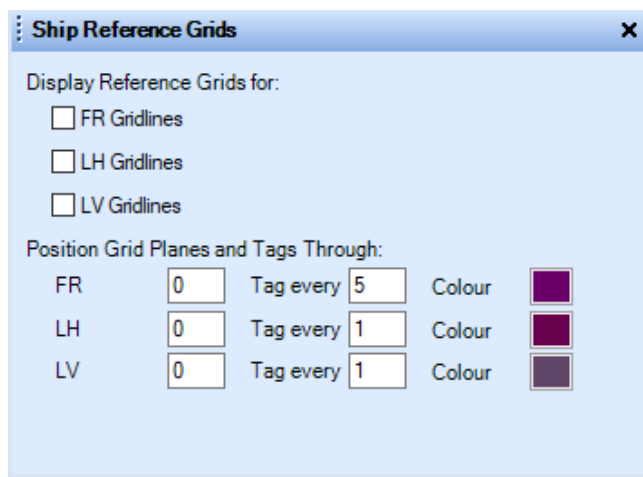 Ship Reference Grids
Display Reference Grids for:
FR Gridlines
LH Gridlines
LV Gridlines
Position Grid Planes and Tags Through:
FR 0 Tag every 5 Colour
LH 0 Tag every 1 Colour
LV 0 Tag every 1 Colour